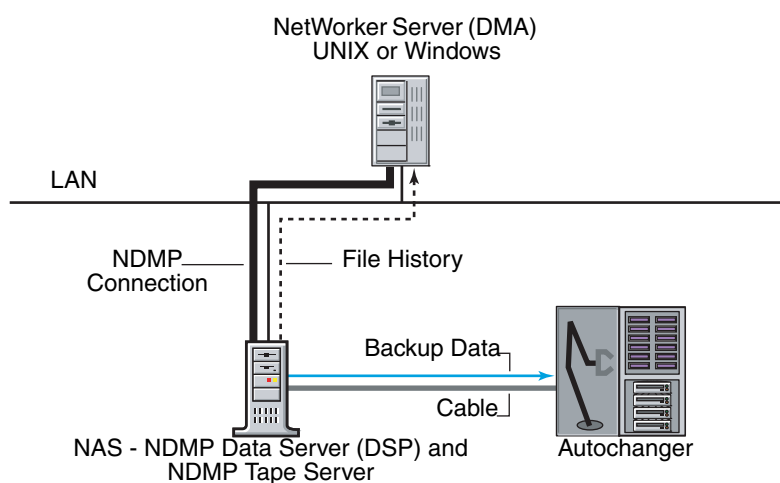 NetWorker Server (DMA)
UNIX or Windows
LAN
NDMP
Connection
File History
Backup Data
Cable
NAS - NDMP Data Server (DSP) and
NDMP Tape Server
Autochanger